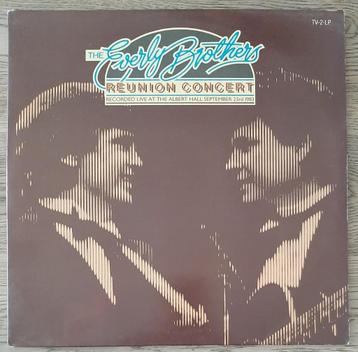 TV-2-LP
THE Everly Brothers
REUNION CONCERT
RECORDED LIVE AT THE ALBERT HALL SEPTEMBER 23rd 1983